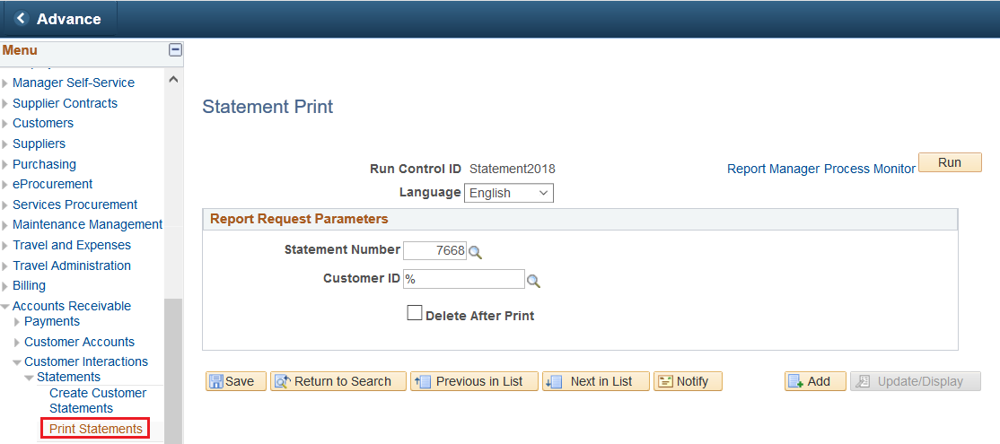 Advance
Menu
Manager Self-Service
Supplier Contracts
Customers
Suppliers
Purchasing
eProcurement
Services Procurement
Maintenance Management
Travel and Expenses
Travel Administration
Billing
Accounts Receivable
Payments
Customer Accounts
Customer Interactions
Statements
Create Customer
Statements
Print Statements
Statement Print
Run Control ID Statement2018
Report Manager Process Monitor Run
Language English
Report Request Parameters
Statement Number 7668
Customer ID %
Delete After Print
Save Return to Search Previous in List Next in List Notify Add Update/Display